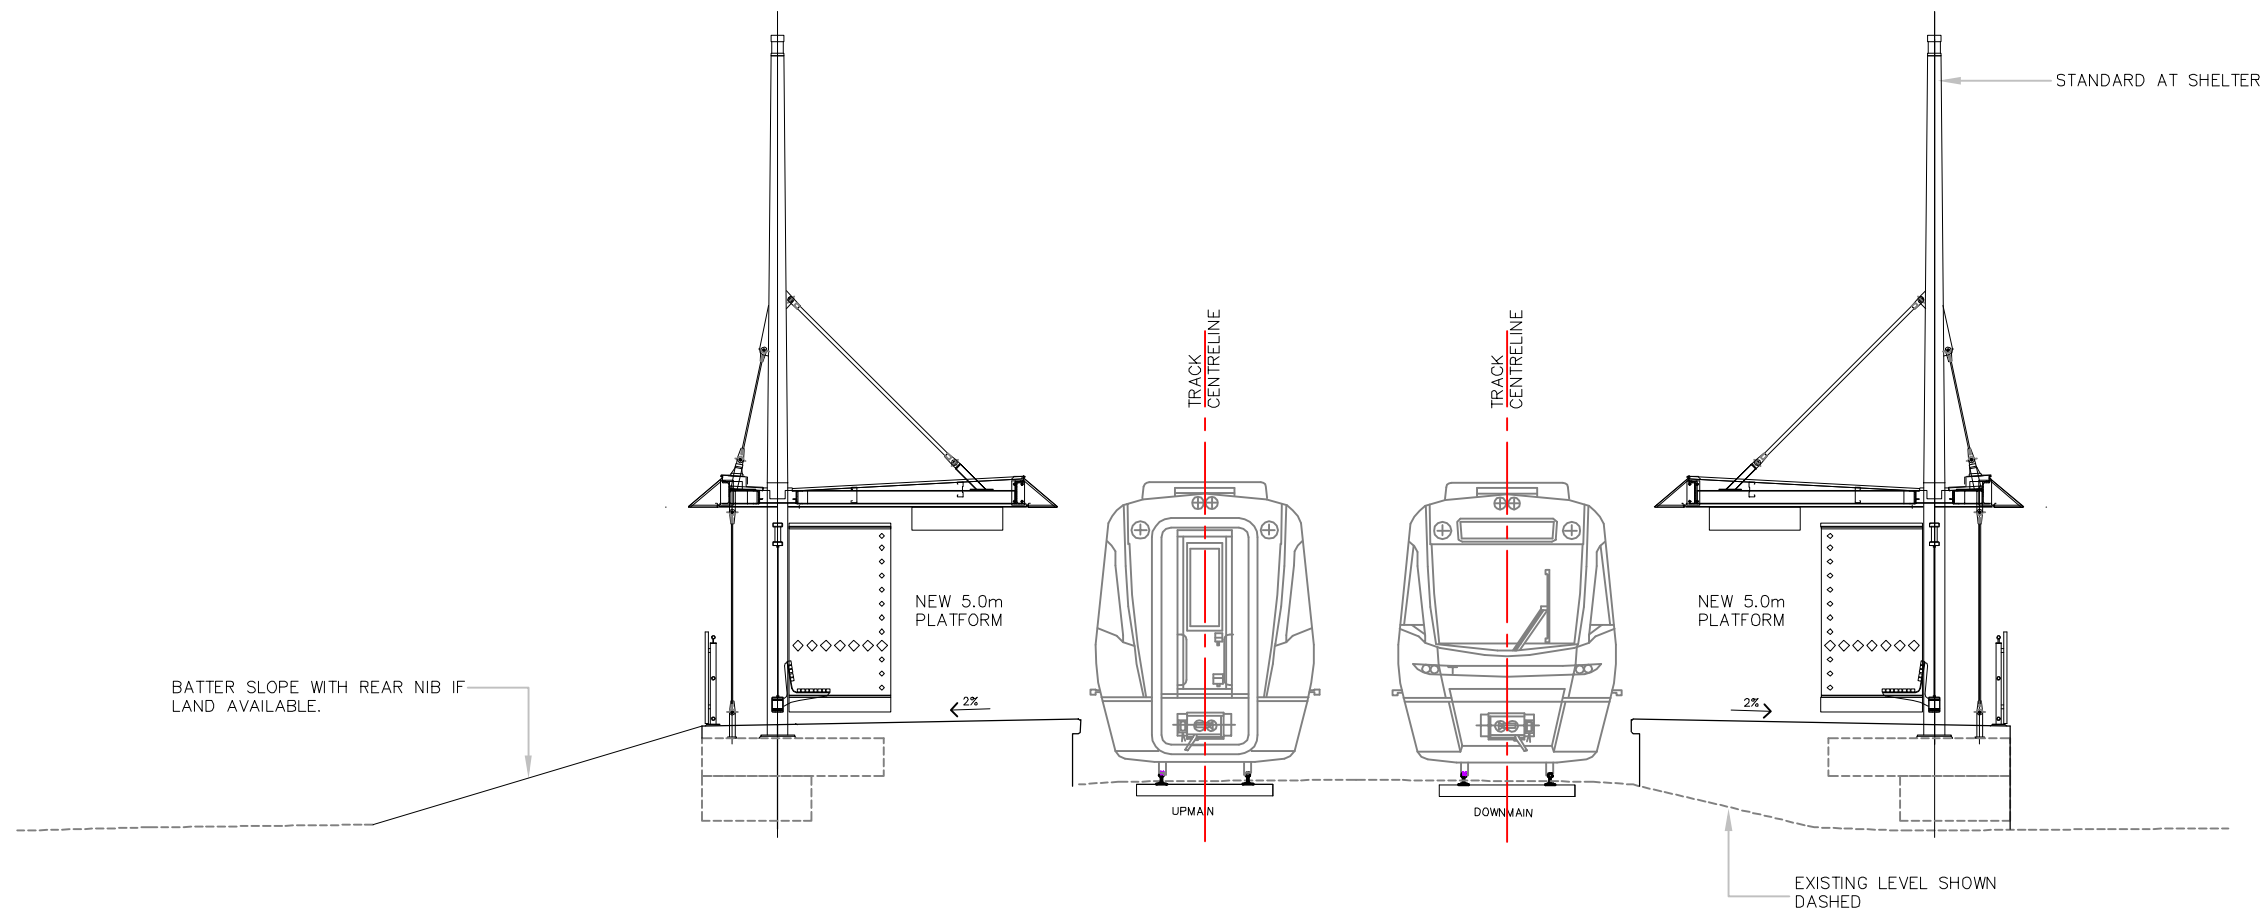 STANDARD AT SHELTER
TRACK
CENTRELINE
TRACK
CENTRELINE
NEW 5.0m
PLATFORM
NEW 5.0m
PLATFORM
BATTER SLOPE WITH REAR NIB IF
LAND AVAILABLE.
2%
2%
UPMAIN
DOWNMAIN
EXISTING LEVEL SHOWN
DASHED